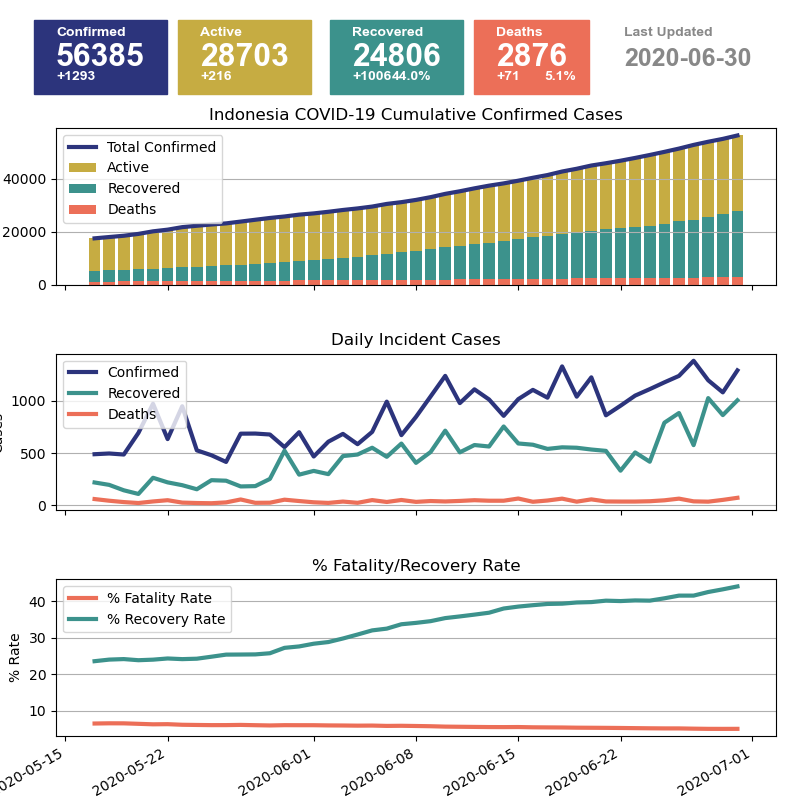 Confirmed
56385
+1293
Active
28703
+216
Recovered
24806
+100644.0%
Deaths
2876
+71 5.1%
Last Updated
2020-06-30
Indonesia COVID-19 Cumulative Confirmed Cases
Total Confirmed
Active
Recovered
Deaths
40000
20000
0
Daily Incident Cases
Confirmed
Recovered
Deaths
1000
500
0
% Fatality/Recovery Rate
% Fatality Rate
% Recovery Rate
% Rate
40
30
20
10
2020-05-15
2020-05-22
2020-06-01
2020-06-08
2020-06-15
2020-06-22
2020-07-01